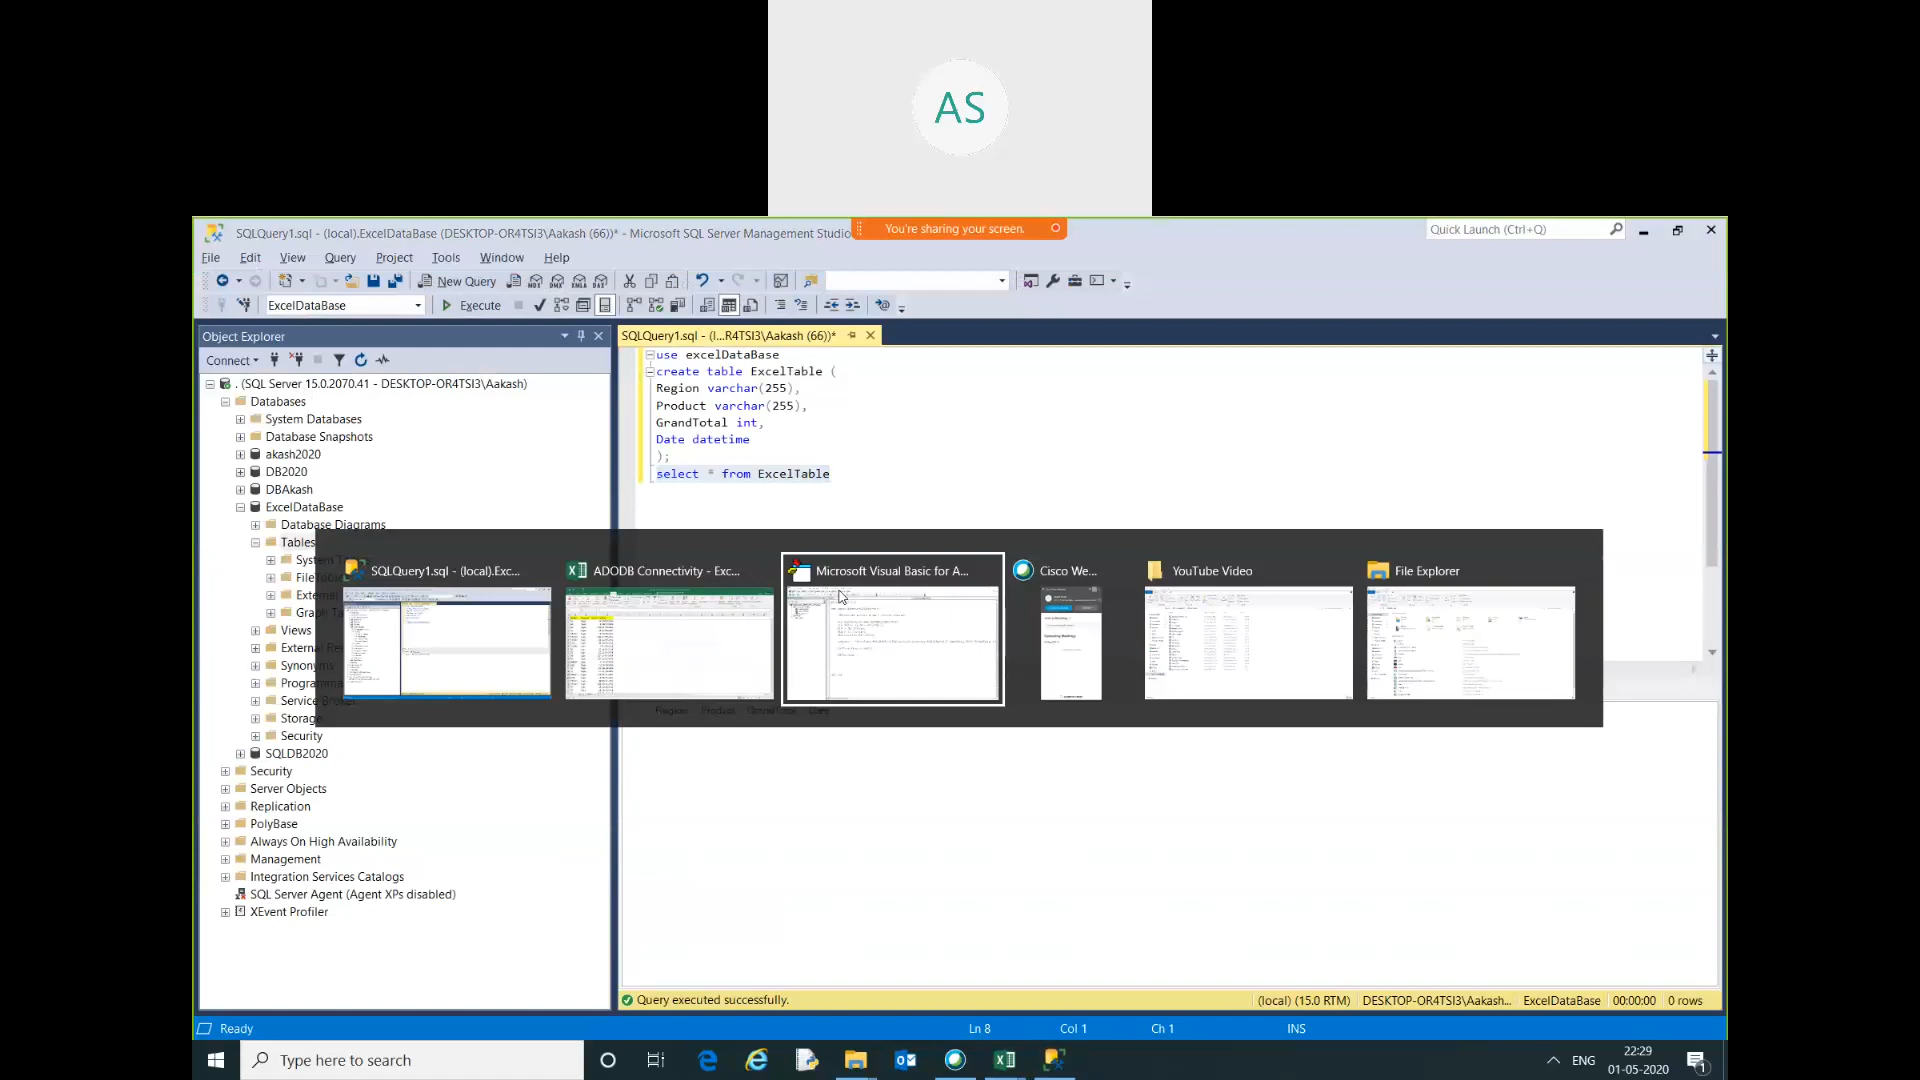 AS
SQLQuery1.sql - (local).ExcelDataBase (DESKTOP-OR4TSI3\Aakash (66))* - Microsoft SQL Server Management Studio
You're sharing your screen.
Quick Launch (Ctrl+Q)
File Edit View Query Project Tools Window Help
New Query
ExcelDataBase
Execute
Object Explorer
SQLQuery1.sql - (l...R4TSI3\Aakash (66))*
Connect
. (SQL Server 15.0.2070.41 - DESKTOP-OR4TSI3\Aakash)
Databases
System Databases
Database Snapshots
akash2020
DB2020
DBAkash
ExcelDataBase
Database Diagrams
Tables
Views
Storage
Security
SQLDB2020
Security
Server Objects
Replication
PolyBase
Always On High Availability
Management
Integration Services Catalogs
SQL Server Agent (Agent XPs disabled)
XEvent Profiler
use excelDataBase
create table ExcelTable (
Region varchar(255),
Product varchar(255),
GrandTotal int,
Date datetime
);
select * from ExcelTable
SQLQuery1.sql - (local).Exc...
ADODB Connectivity - Exc...
Microsoft Visual Basic for A...
Cisco We...
YouTube Video
File Explorer
Query executed successfully.
(local) (15.0 RTM) DESKTOP-OR4TSI3\Aakash... ExcelDataBase 00:00:00 0 rows
Ready Ln 8 Col 1 Ch 1 INS
Type here to search
ENG
22:29
01-05-2020
1